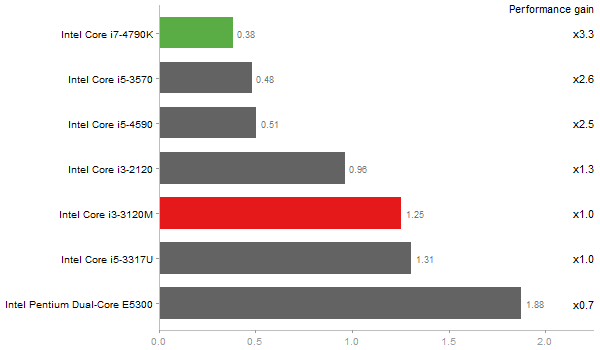 Performance gain
Intel Core i7-4790K 0.38 x3.3
Intel Core i5-3570 0.48 x2.6
Intel Core i5-4590 0.51 x2.5
Intel Core i3-2120 0.96 x1.3
Intel Core i3-3120M 1.25 x1.0
Intel Core i5-3317U 1.31 x1.0
Intel Pentium Dual-Core E5300 1.88 x0.7
0.0 0.5 1.0 1.5 2.0